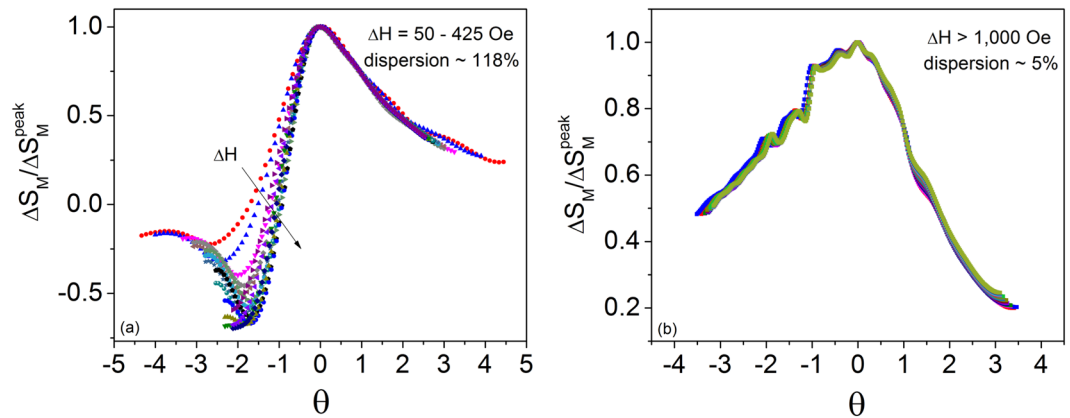 ΔH = 50 - 425 Oe
dispersion ~ 118%
ΔH
ΔS_M/ΔS_M^peak
1.0
0.5
0.0
-0.5
(a)
-5 -4 -3 -2 -1 0 1 2 3 4 5
θ
ΔH > 1,000 Oe
dispersion ~ 5%
ΔS_M/ΔS_M^peak
1.0
0.8
0.6
0.4
0.2
(b)
-4 -3 -2 -1 0 1 2 3 4
θ